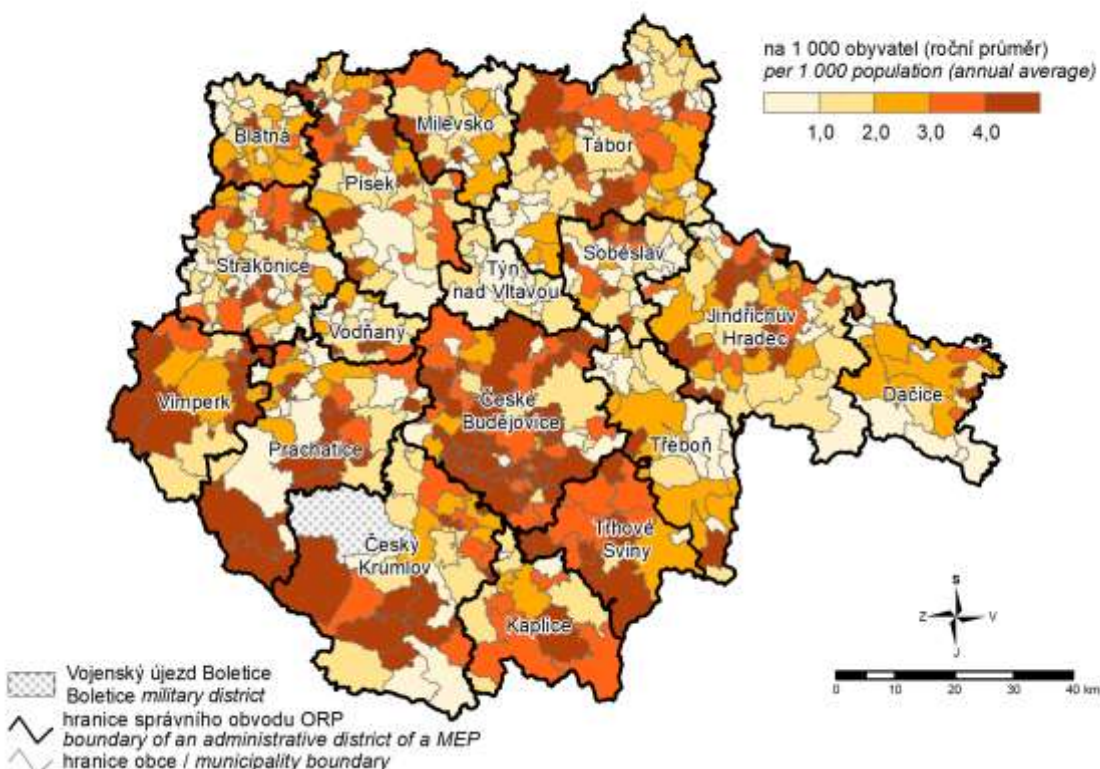 na 1 000 obyvatel (roční průměr)
per 1 000 population (annual average)
1,0 2,0 3,0 4,0
Blatná
Milevsko
Tábor
Písek
Strakonice
Týn
nad Vltavou
Soběslav
Vodňany
Jindřichův
Hradec
Vimperk
České
Budějovice
Dačice
Prachatice
Třeboň
Trhové
Sviny
Český
Krumlov
Kaplice
S
Z V
J
0 5 10 20 30 40 km
Vojenský újezd Boletice
Boletice military district
hranice správního obvodu ORP
boundary of an administrative district of a MEP
hranice obce / municipality boundary